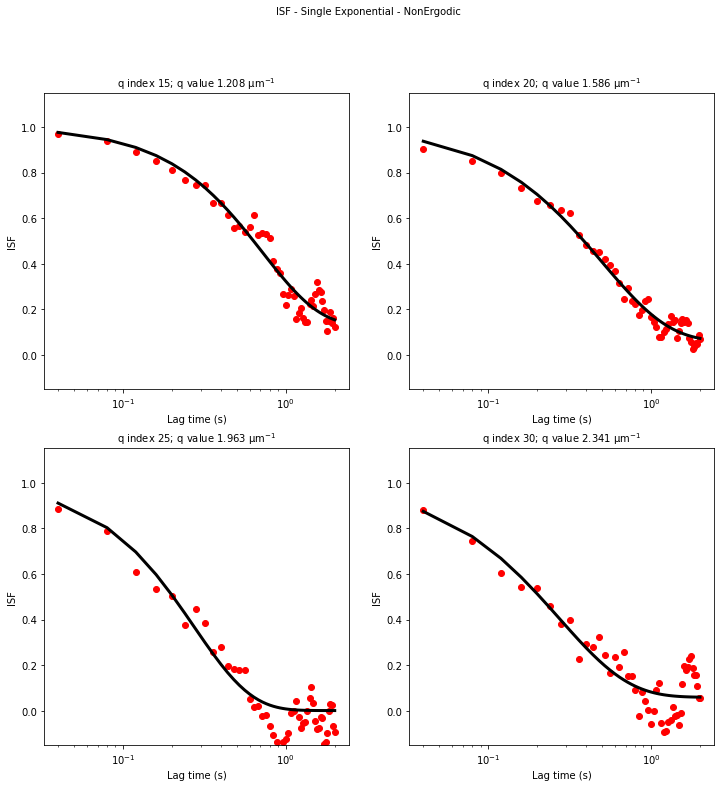 ISF - Single Exponential - NonErgodic
q index 15; q value 1.208 μm⁻¹
q index 20; q value 1.586 μm⁻¹
ISF
1.0
0.8
0.6
0.4
0.2
0.0
10⁻¹
10⁰
Lag time (s)
ISF
1.0
0.8
0.6
0.4
0.2
0.0
10⁻¹
10⁰
Lag time (s)
q index 25; q value 1.963 μm⁻¹
q index 30; q value 2.341 μm⁻¹
ISF
1.0
0.8
0.6
0.4
0.2
0.0
10⁻¹
10⁰
Lag time (s)
ISF
1.0
0.8
0.6
0.4
0.2
0.0
10⁻¹
10⁰
Lag time (s)